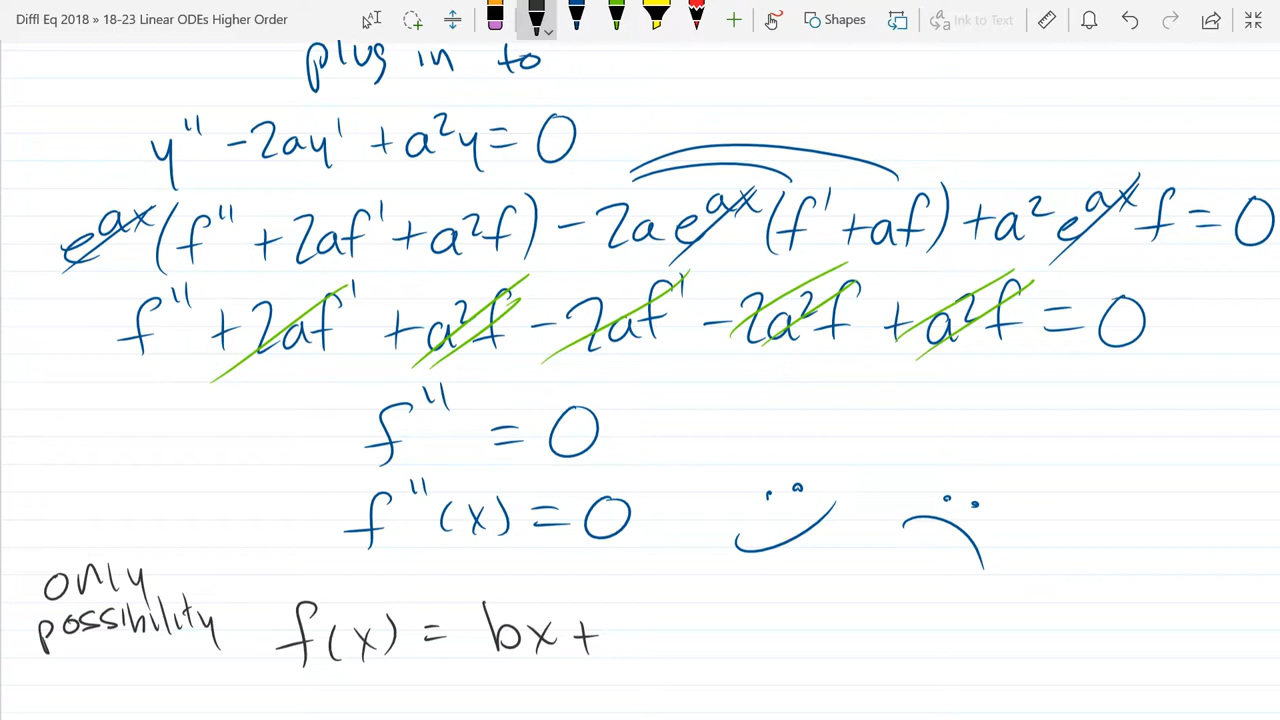 Diffl Eq 2018 » 18-23 Linear ODEs Higher Order
Shapes
Ink to Text
plug in to
y'' - 2ay' + a²y = 0
e^{ax}(f'' + 2af' + a²f) - 2ae^{ax}(f' + af) + a²e^{ax}f = 0
f'' + 2af' + a²f - 2af' - 2a²f + a²f = 0
f'' = 0
f''(x) = 0
only
possibility
f(x) = bx +